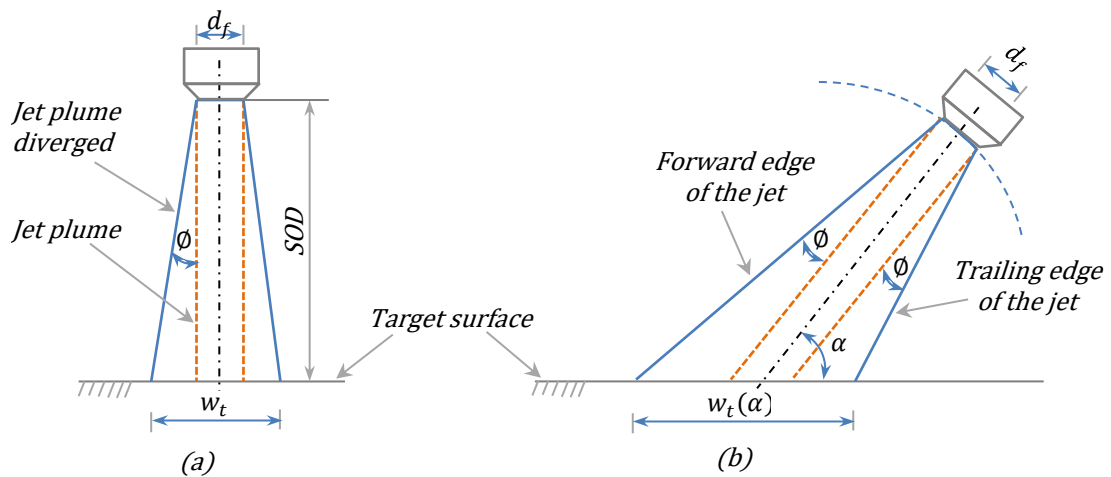 d_f
Jet plume
diverged
Ø
Jet plume
SOD
Target surface
w_t
(a)
d_f
Forward edge
of the jet
Ø
Ø
Trailing edge
of the jet
α
w_t(α)
(b)